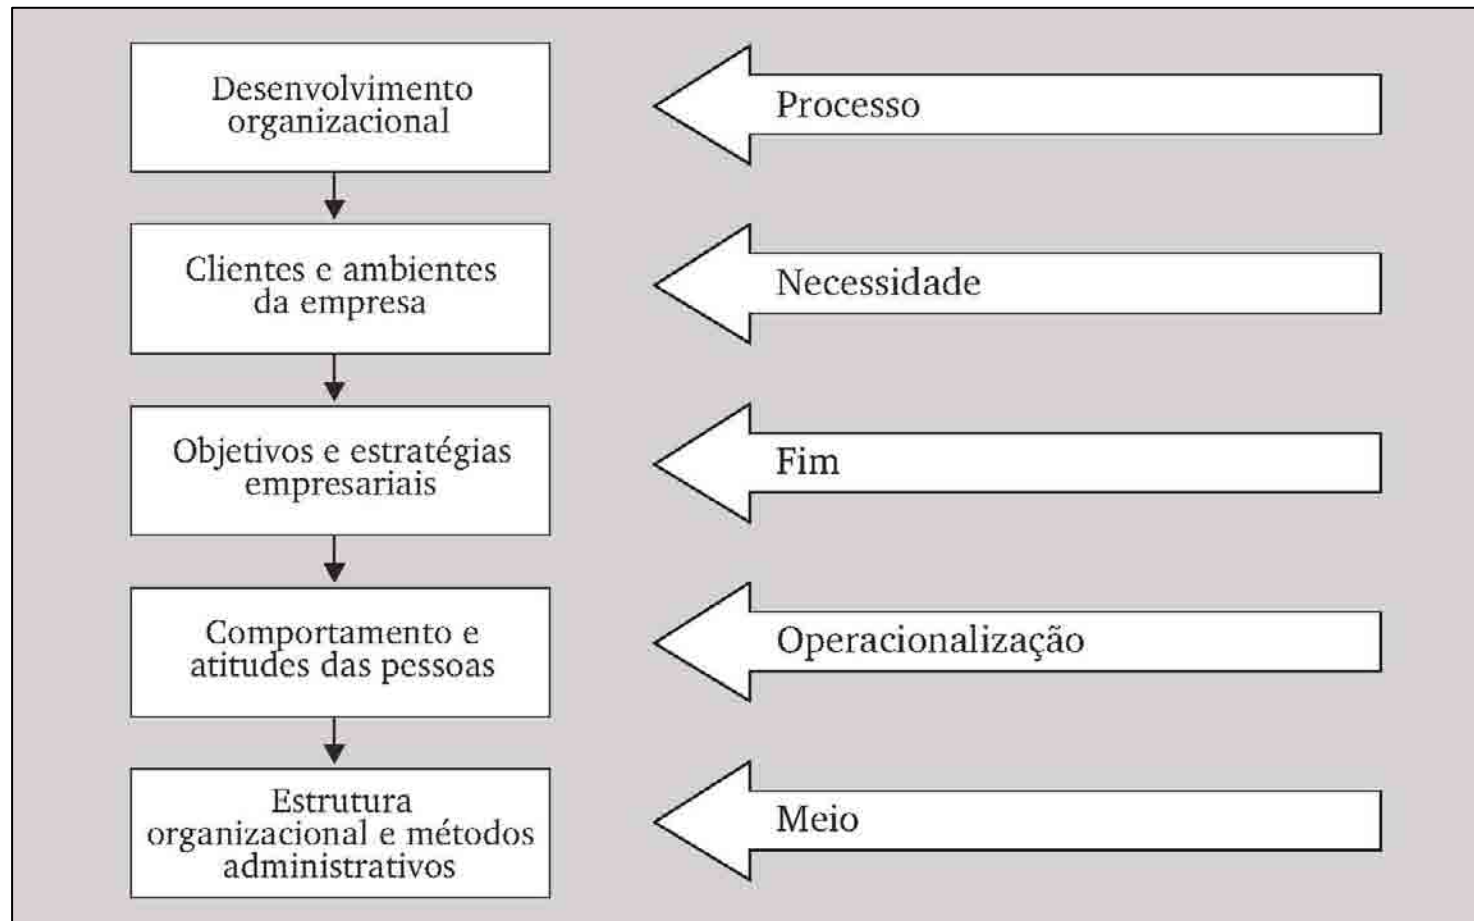 Desenvolvimento
organizacional
Processo
Clientes e ambientes
da empresa
Necessidade
Objetivos e estratégias
empresariais
Fim
Comportamento e
atitudes das pessoas
Operacionalização
Estrutura
organizacional e métodos
administrativos
Meio